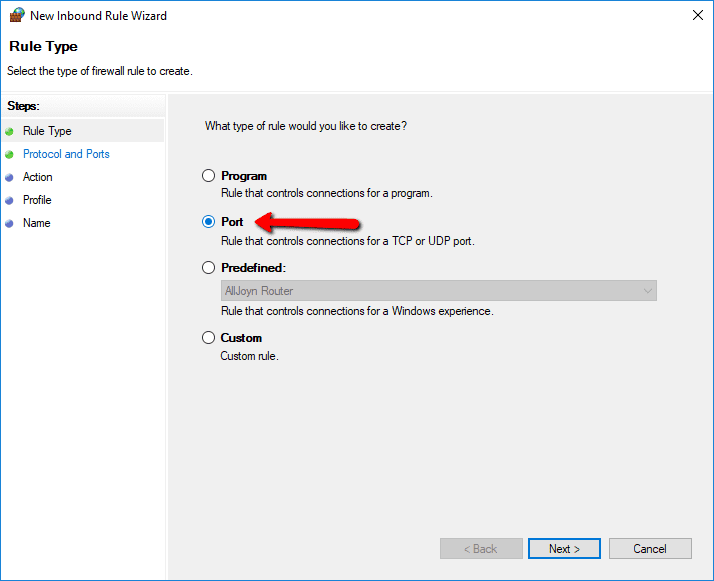 New Inbound Rule Wizard
Rule Type
Select the type of firewall rule to create.
Steps:
Rule Type
Protocol and Ports
Action
Profile
Name
What type of rule would you like to create?
Program
Rule that controls connections for a program.
Port
Rule that controls connections for a TCP or UDP port.
Predefined:
AllJoyn Router
Rule that controls connections for a Windows experience.
Custom
Custom rule.
< Back
Next >
Cancel